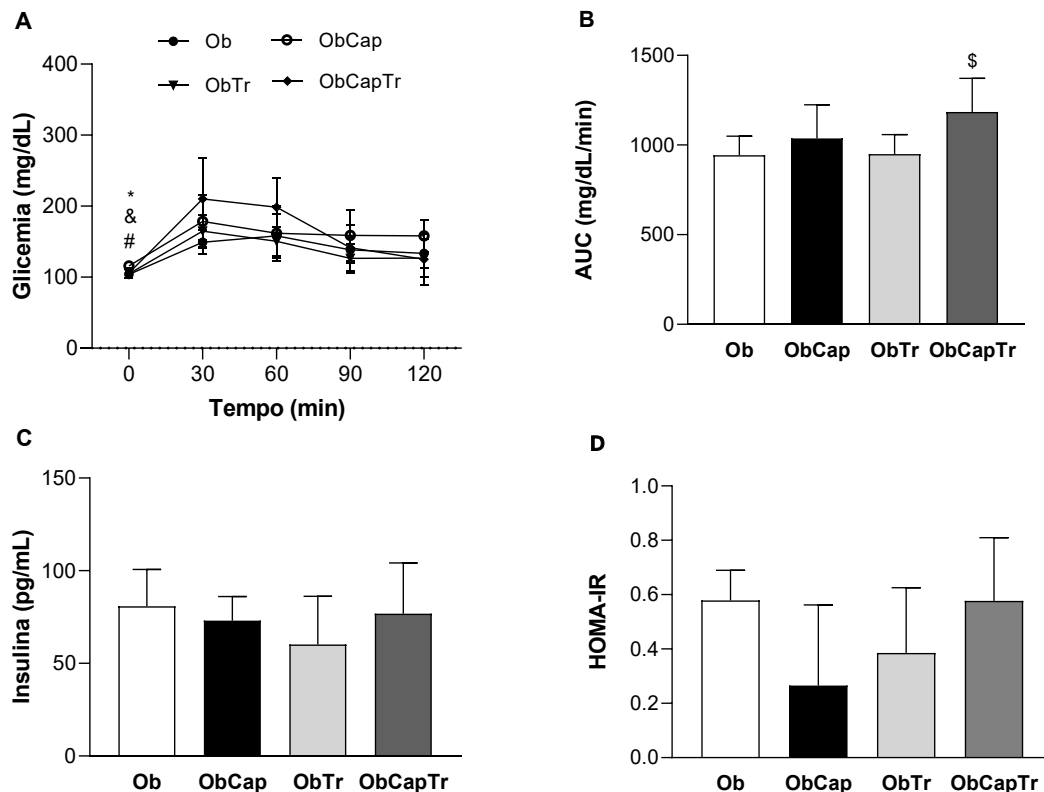 A
Ob ObCap
ObTr ObCapTr
400
300
200
100
0
*
&
#
Glicemia (mg/dL)
0 30 60 90 120
Tempo (min)
B
1500
1000
500
0
AUC (mg/dL/min)
$
Ob ObCap ObTr ObCapTr
C
150
100
50
0
Insulina (pg/mL)
Ob ObCap ObTr ObCapTr
D
1.0
0.8
0.6
0.4
0.2
0.0
HOMA-IR
Ob ObCap ObTr ObCapTr